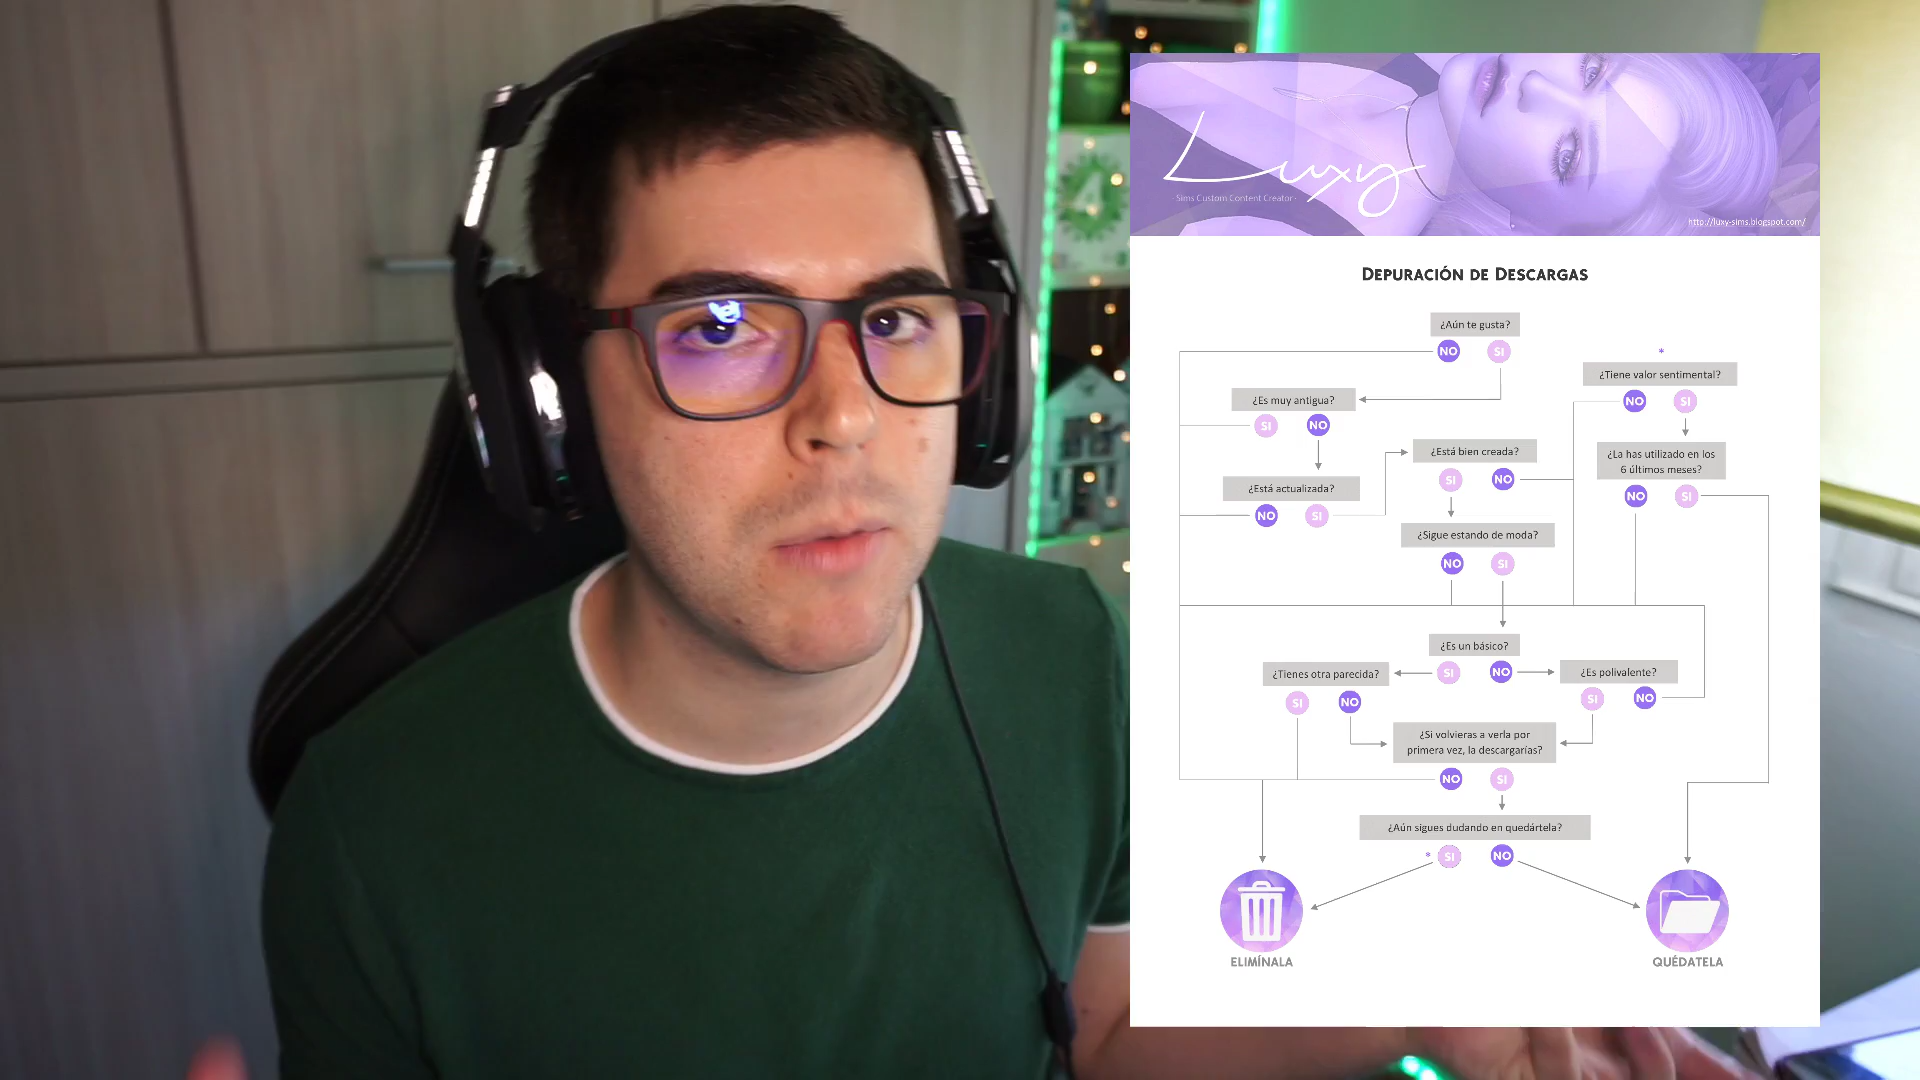 Luxy
- Sims Custom Content Creator -
http://luxy-sims.blogspot.com/
DEPURACIÓN DE DESCARGAS
¿Aún te gusta?
NO SI
*
¿Tiene valor sentimental?
NO SI
¿Es muy antigua?
SI NO
¿La has utilizado en los
6 últimos meses?
NO SI
¿Está bien creada?
SI NO
¿Está actualizada?
NO SI
¿Sigue estando de moda?
NO SI
¿Es un básico?
SI NO
¿Tienes otra parecida?
SI NO
¿Es polivalente?
SI NO
¿Si volvieras a verla por
primera vez, la descargarías?
NO SI
¿Aún sigues dudando en quedártela?
* SI NO
ELIMÍNALA
QUÉDATELA
4